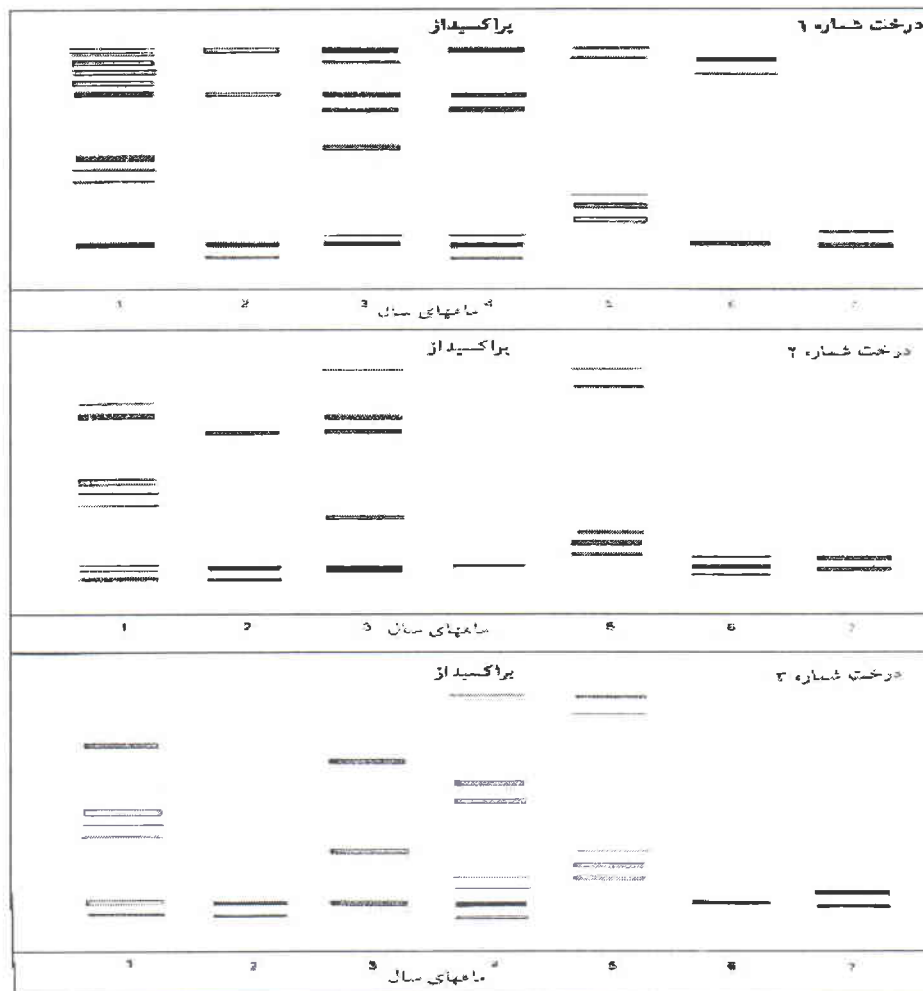 درخت شماره ۱ پراکسیداز
1 2 3 4 5 6 7
ماههای سال
درخت شماره ۲ پراکسیداز
1 2 3 5 6 7
ماههای سال
درخت شماره ۳ پراکسیداز
1 2 3 4 5 6 7
ماههای سال